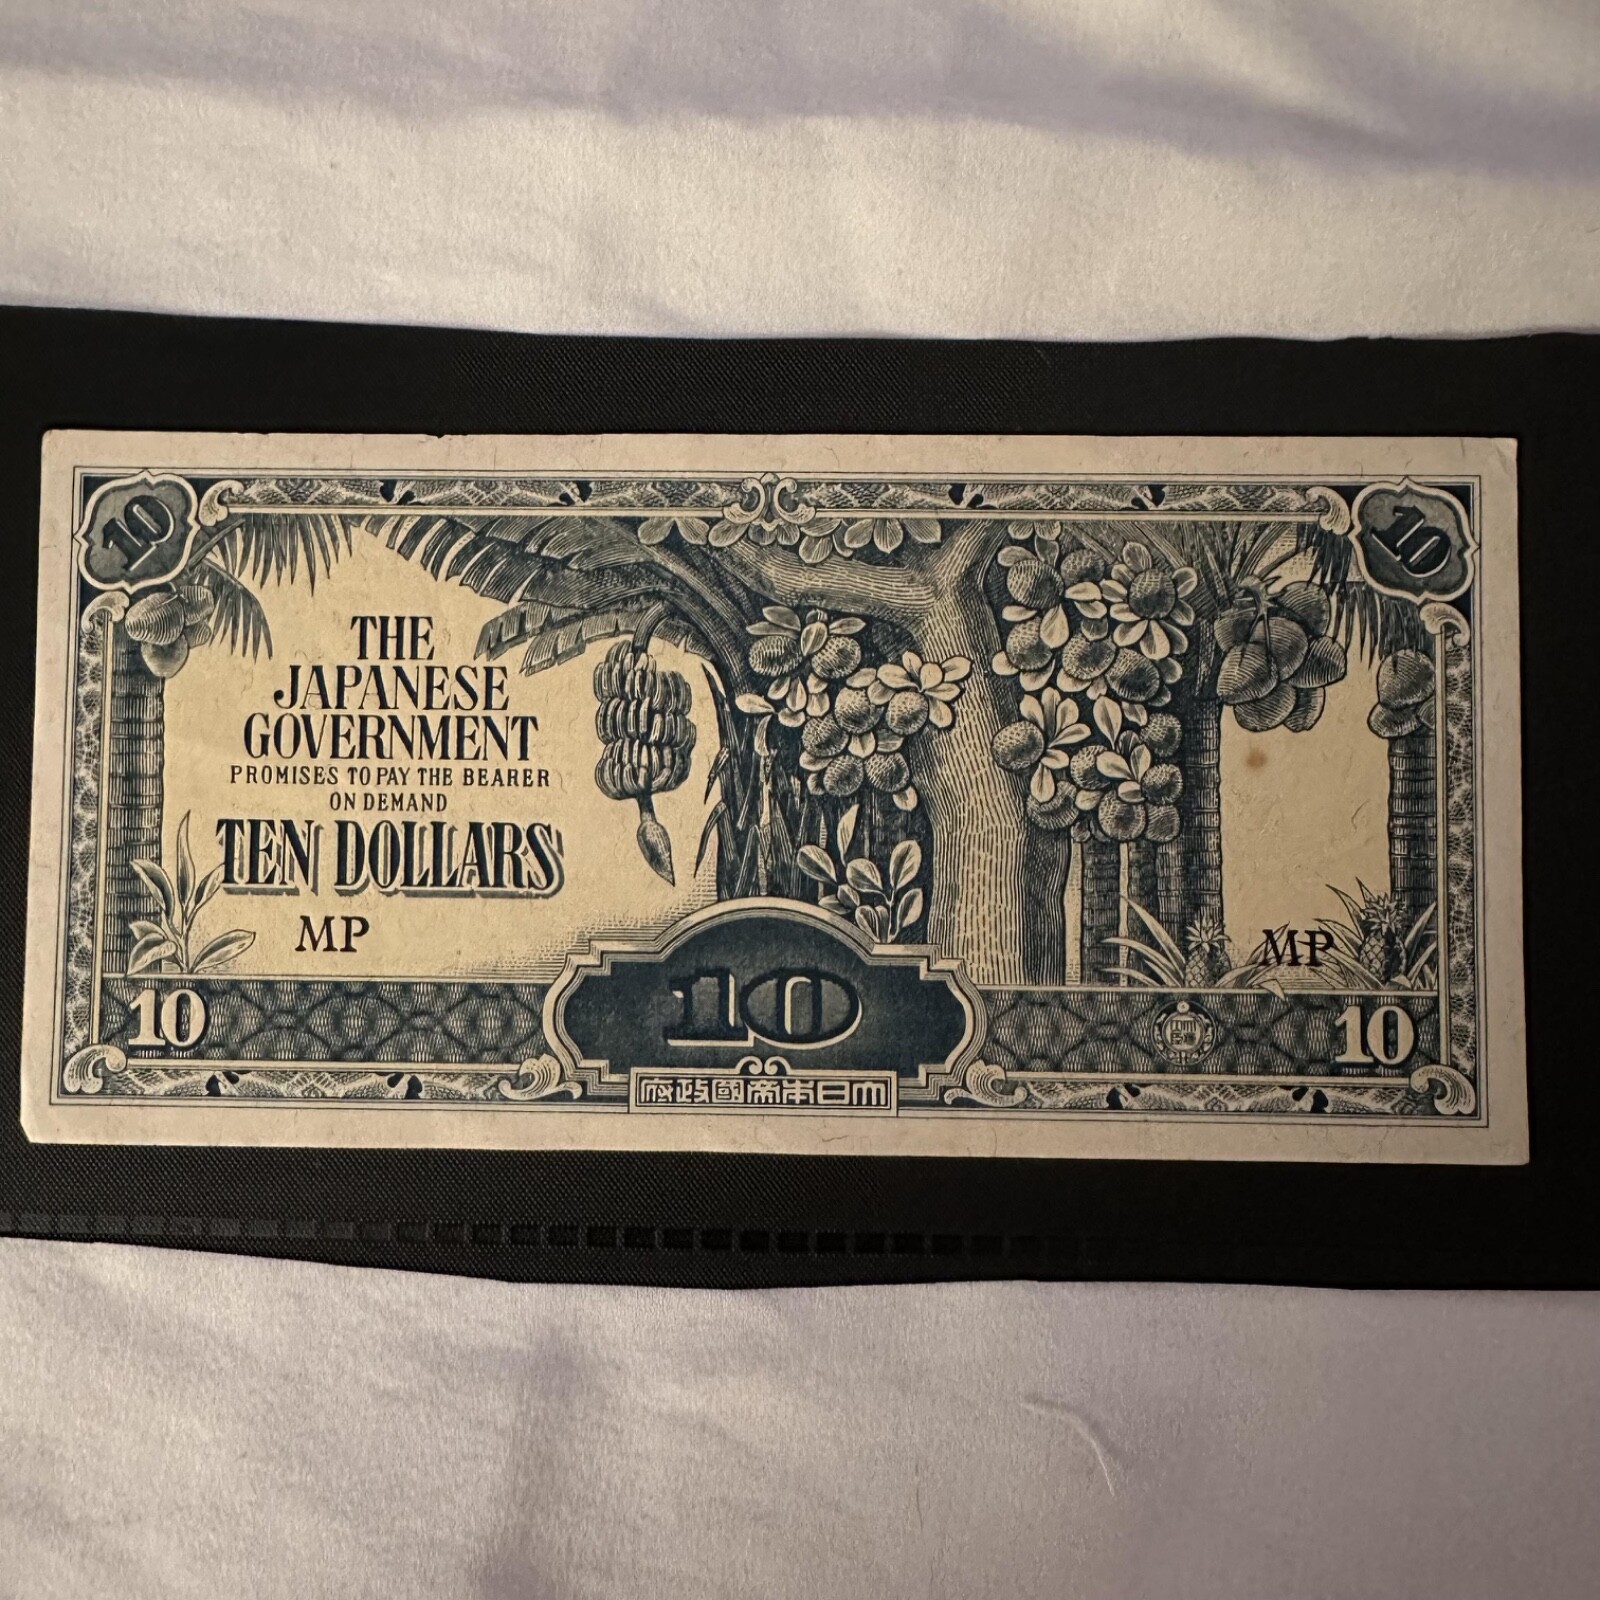 10
10
THE
JAPANESE
GOVERNMENT
PROMISES TO PAY THE BEARER
ON DEMAND
TEN DOLLARS
MP
MP
10
10
10
府政國帝本日大